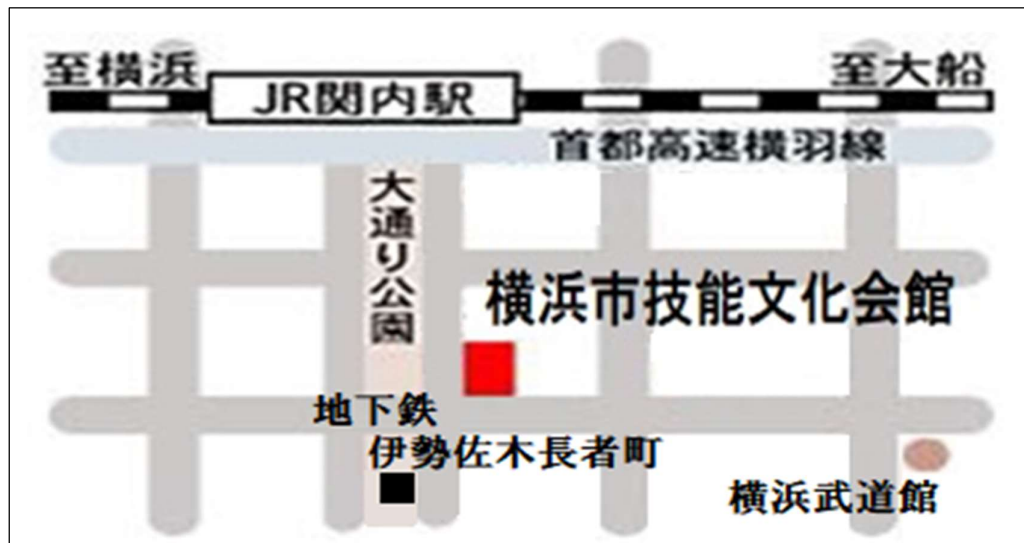 至横浜
至大船
JR関内駅
首都高速横羽線
大通り公園
横浜市技能文化会館
地下鉄
伊勢佐木長者町
横浜武道館